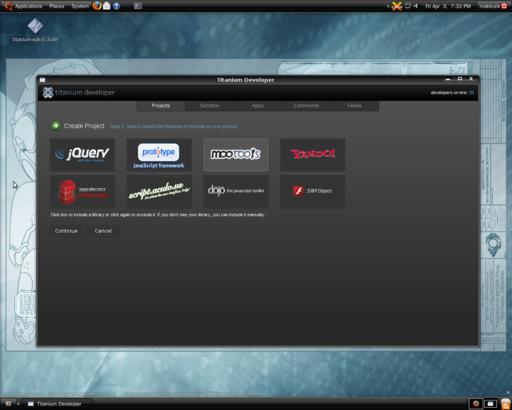 Applications Places System
Fri Apr 3, 7:32 PM makkura
titanium-sdk-0.3.bin
Titanium Developer
titanium developer
developers on-line: 25
Projects Sandbox Apps Community Feeds
Create Project Step 1. Select JavaScript libraries to include in your project
jQuery
prototype
JavaScript framework
mootools
YAHOO!
appcelerator
script.aculo.us
dojo the javascript toolkit
SWFObject
Click box to include a library or click again to exclude it. If you don't see your library, you can include it manually.
Continue Cancel
Titanium Developer